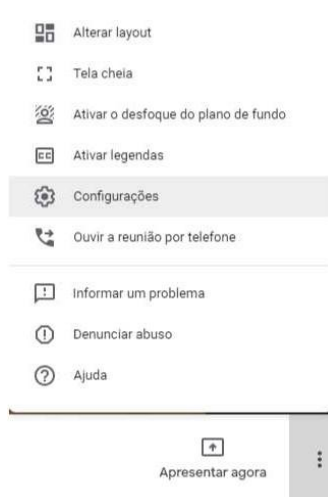 Alterar layout
Tela cheia
Ativar o desfoque do plano de fundo
CC Ativar legendas
Configurações
Ouvir a reunião por telefone
Informar um problema
Denunciar abuso
Ajuda
Apresentar agora